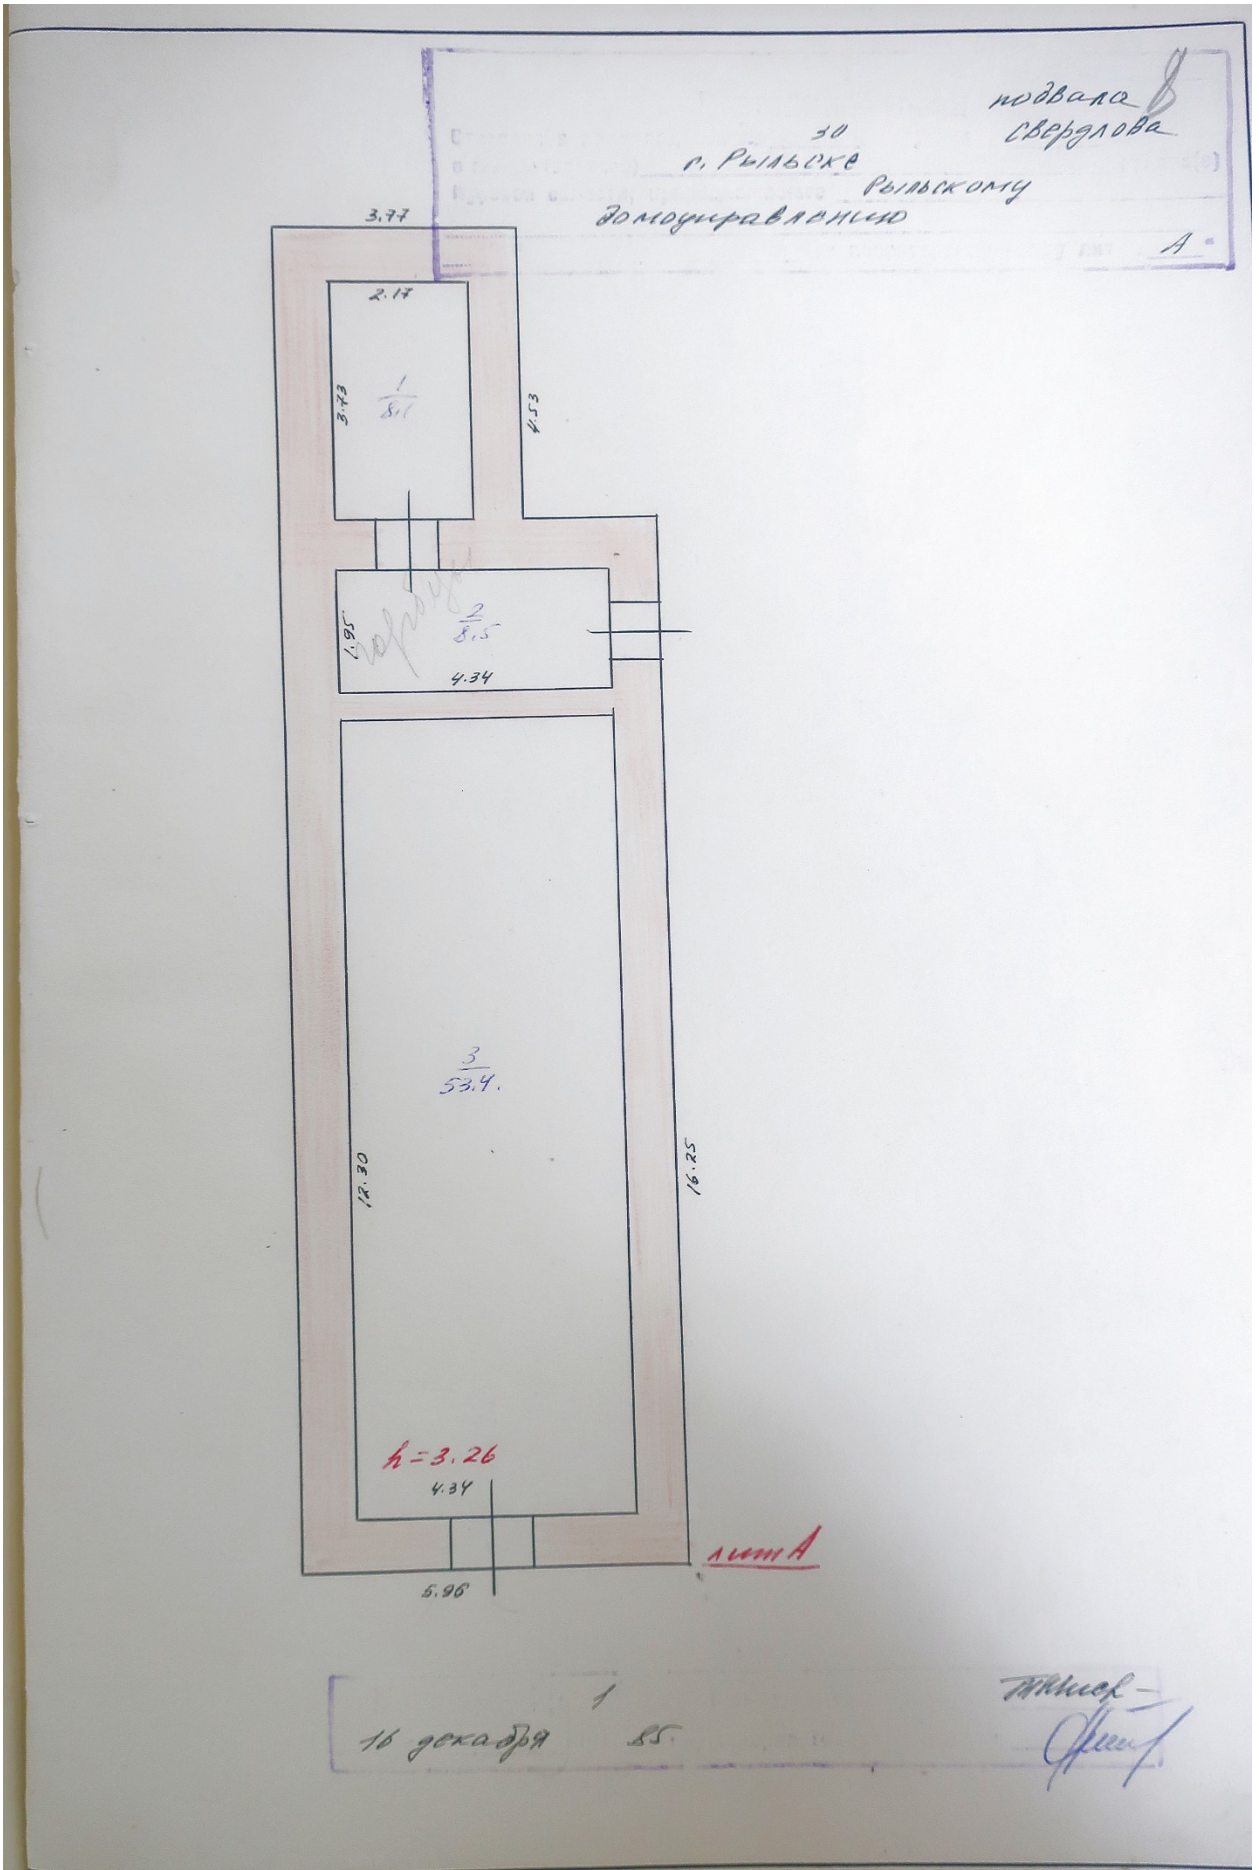 подвала
30 свердлова
г. Рыльске
Рыльскому
домоуправлению
А
3.77
2.17
3.73
1
8.1
4.53
2
8.5
1.95
4.34
3
53.4.
12.30
16.25
h=3.26
4.34
лит А
5.96
1
16 декабря 85.